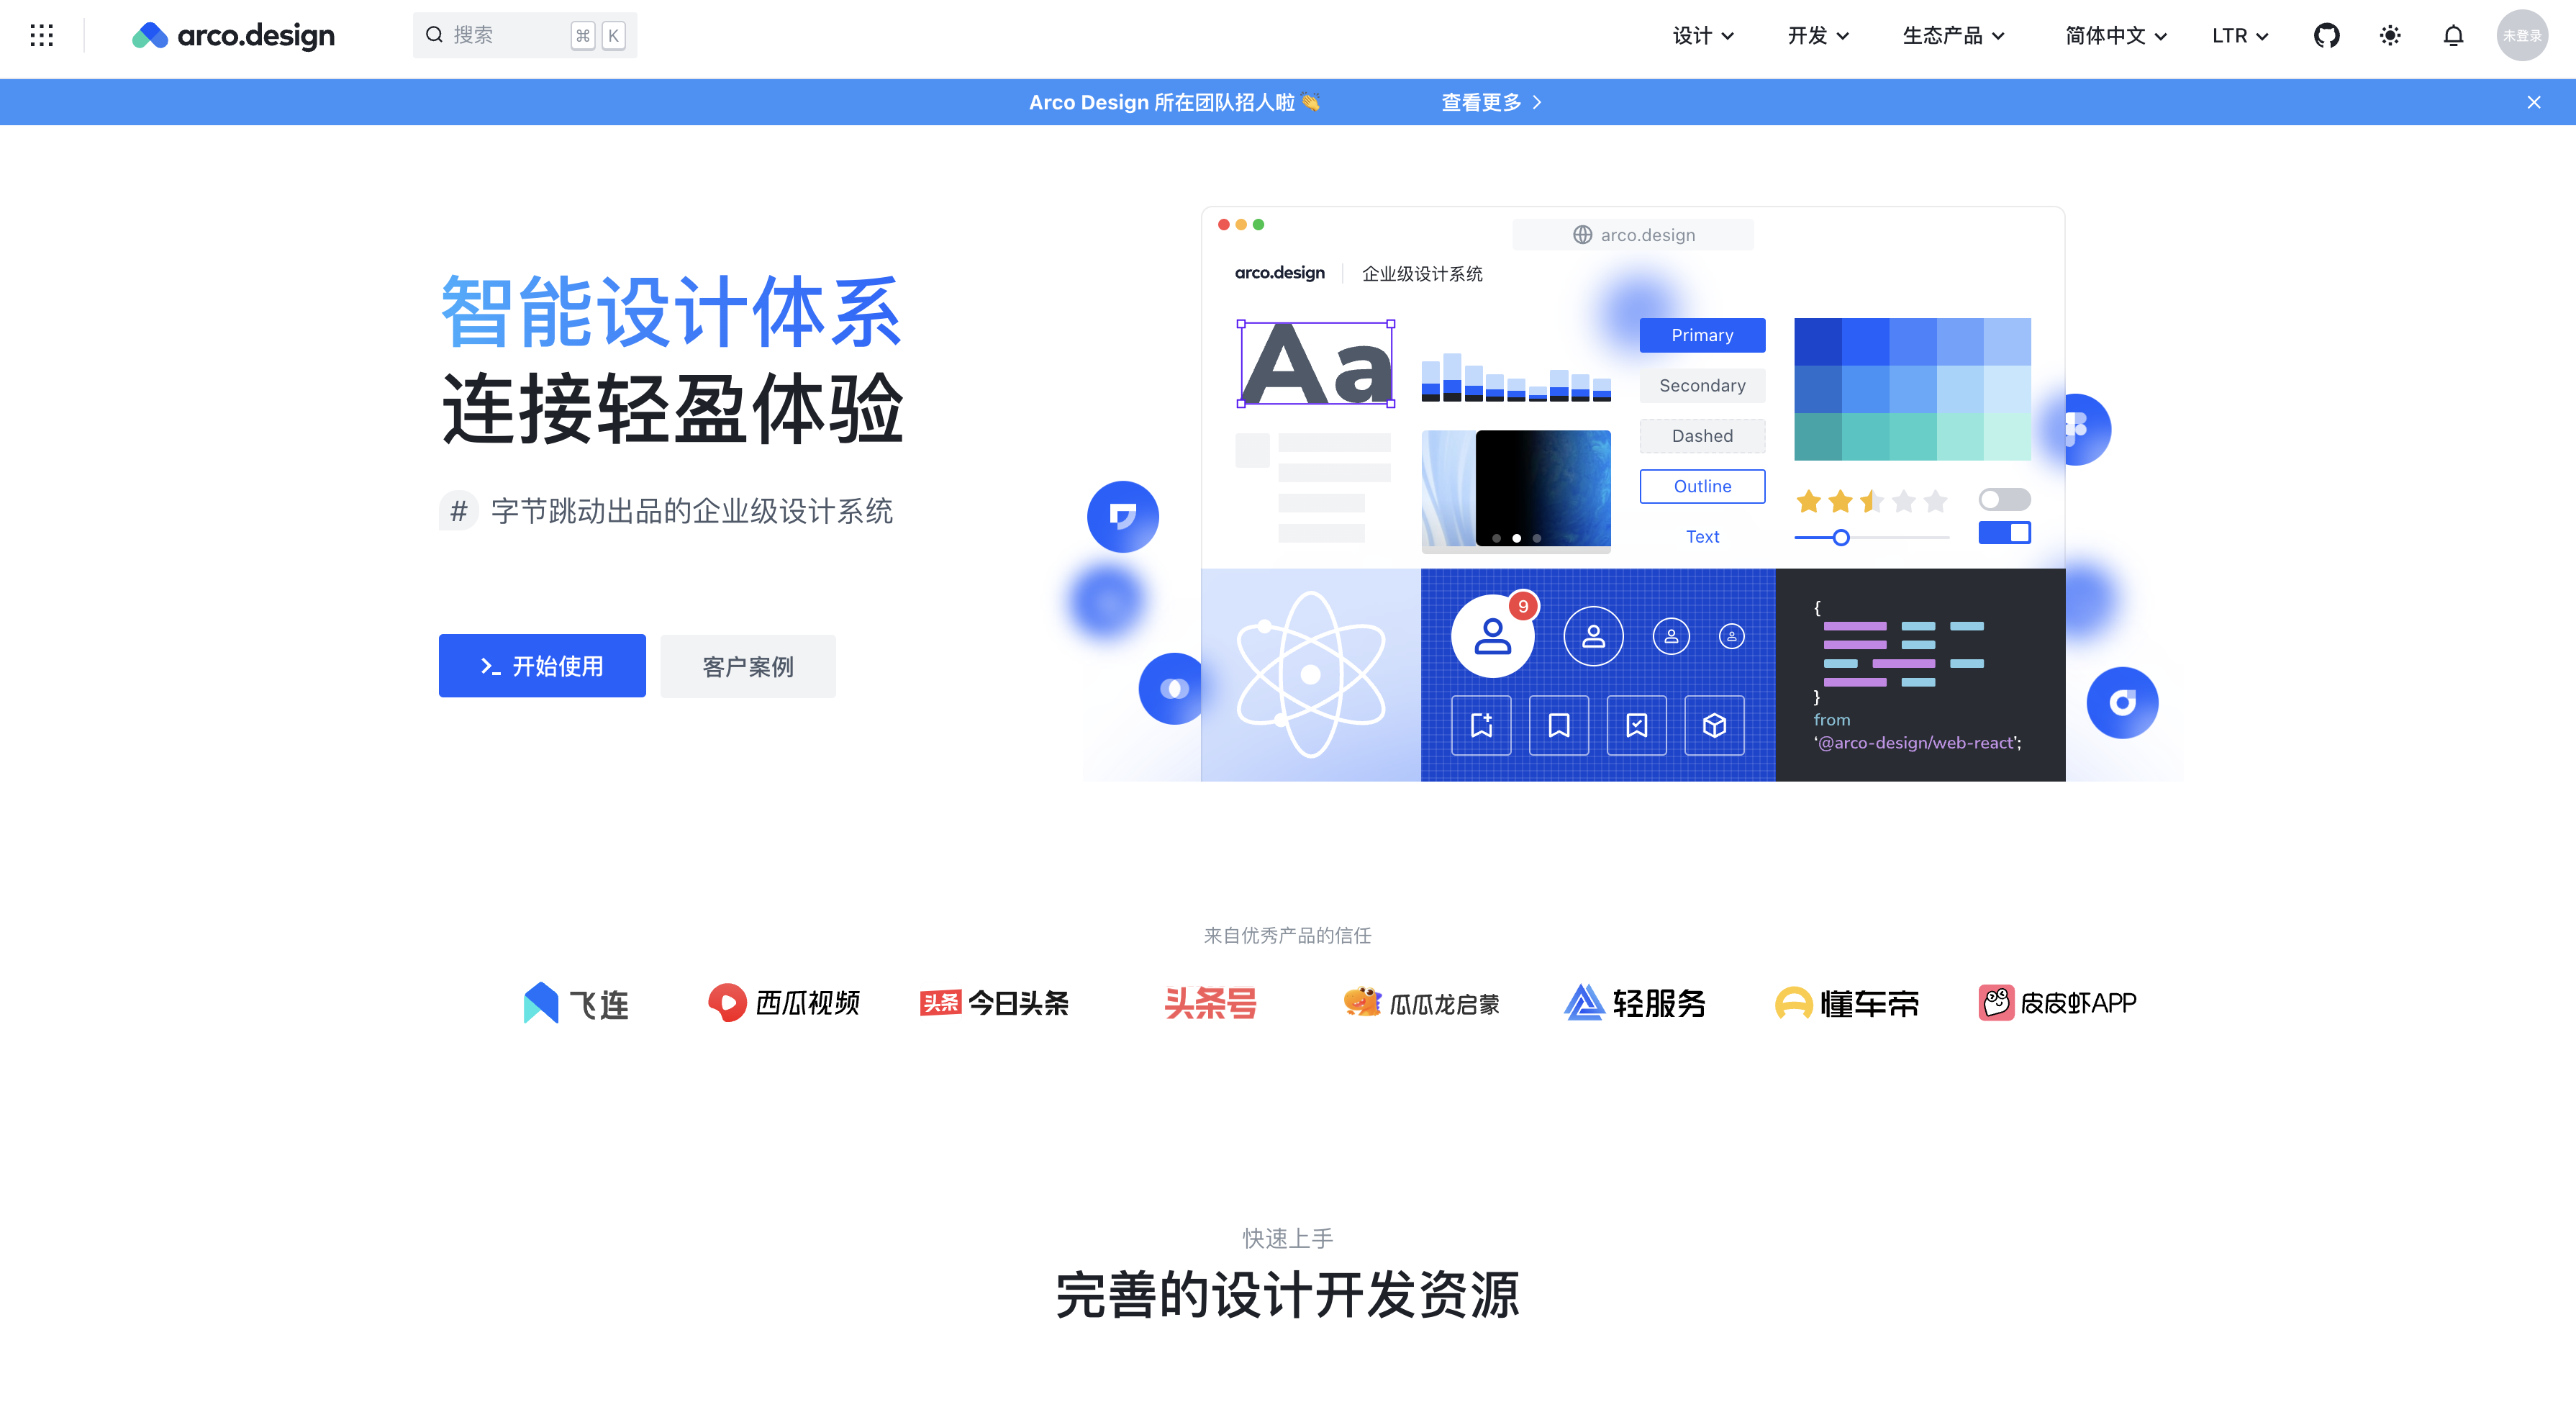 arco.design
搜索 ⌘ K
设计
开发
生态产品
简体中文
LTR
未登录
Arco Design 所在团队招人啦👏 查看更多
智能设计体系
连接轻盈体验
# 字节跳动出品的企业级设计系统
>_ 开始使用
客户案例
arco.design
arco.design 企业级设计系统
Aa
Primary
Secondary
Dashed
Outline
Text
9
{
}
from
‘@arco-design/web-react’;
来自优秀产品的信任
飞连
西瓜视频
头条 今日头条
头条号
瓜瓜龙启蒙
轻服务
懂车帝
皮皮虾APP
快速上手
完善的设计开发资源